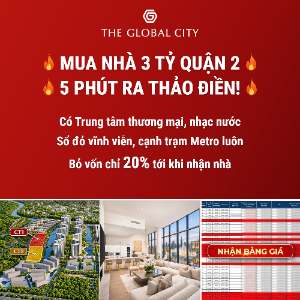 THE GLOBAL CITY
MUA NHÀ 3 TỶ QUẬN 2
5 PHÚT RA THẢO ĐIỀN!
Có Trung tâm thương mại, nhạc nước
Sổ đỏ vĩnh viễn, cạnh trạm Metro luôn
Bỏ vốn chỉ 20% tới khi nhận nhà
CT1
NHẬN BẢNG GIÁ